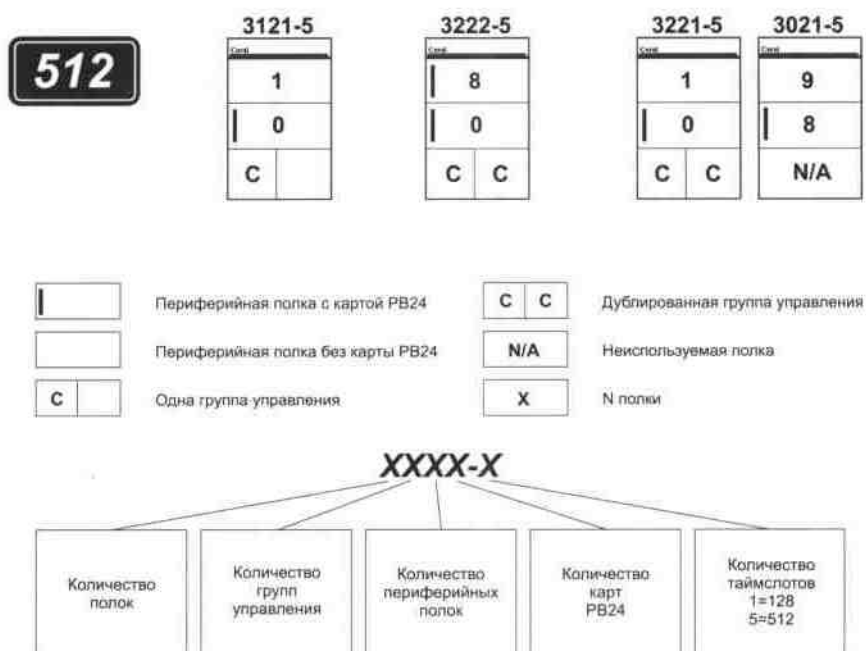 512
3121-5 3222-5 3221-5 3021-5
1 8 1 9
0 0 0 8
C C C C C N/A
Периферийная полка с картой PB24
C C Дублированная группа управления
Периферийная полка без карты PB24
N/A Неиспользуемая полка
C Одна группа управления
X N полки
XXXX-X
Количество
полок
Количество
групп
управления
Количество
периферийных
полок
Количество
карт
PB24
Количество
таймслотов
1=128
5=512